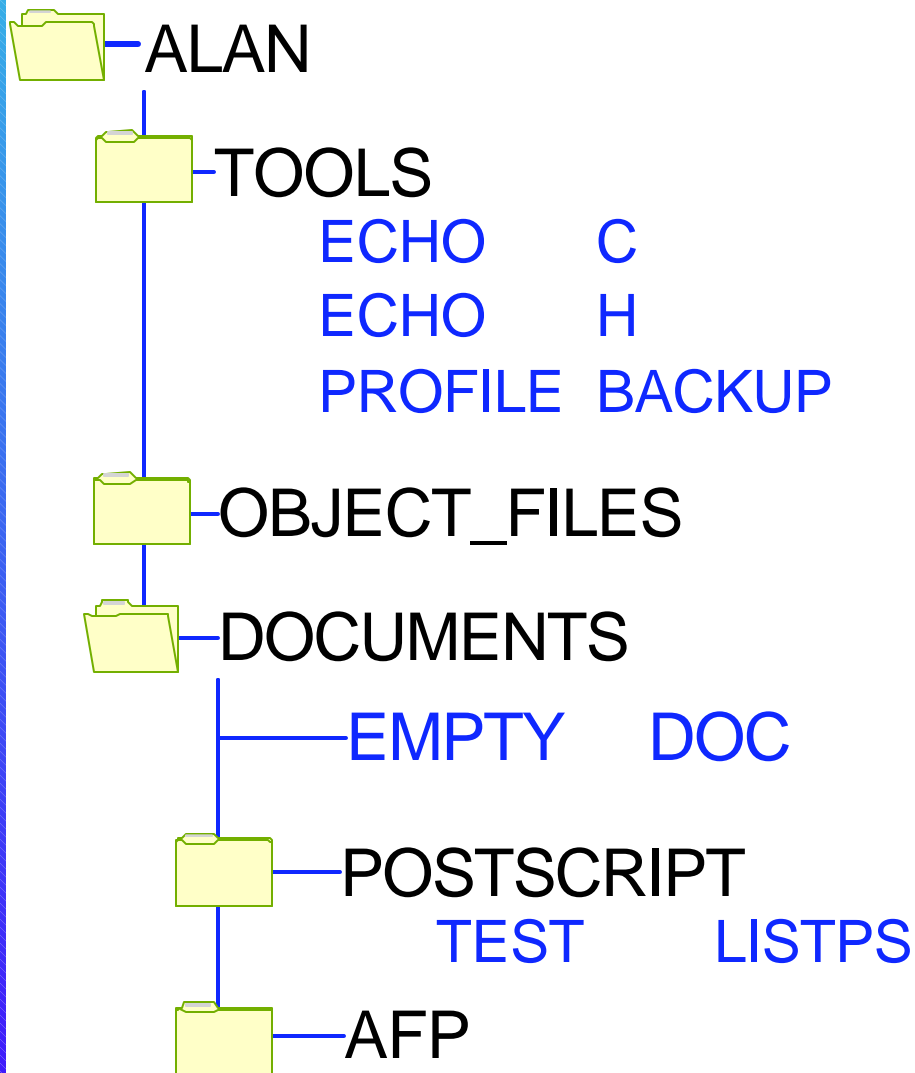 ALAN
TOOLS
ECHO C
ECHO H
PROFILE BACKUP
OBJECT_FILES
DOCUMENTS
EMPTY DOC
POSTSCRIPT
TEST LISTPS
AFP